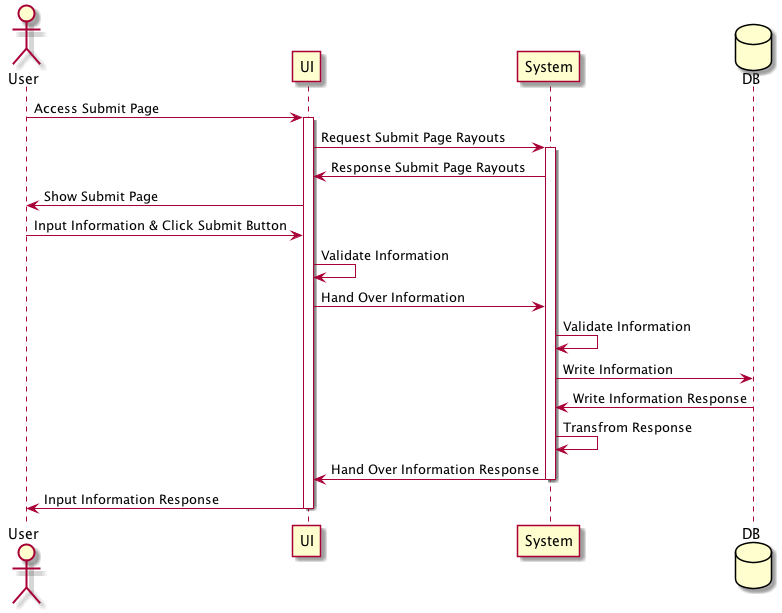 User
UI
System
DB
Access Submit Page
Request Submit Page Rayouts
Response Submit Page Rayouts
Show Submit Page
Input Information & Click Submit Button
Validate Information
Hand Over Information
Validate Information
Write Information
Write Information Response
Transfrom Response
Hand Over Information Response
Input Information Response
User
UI
System
DB